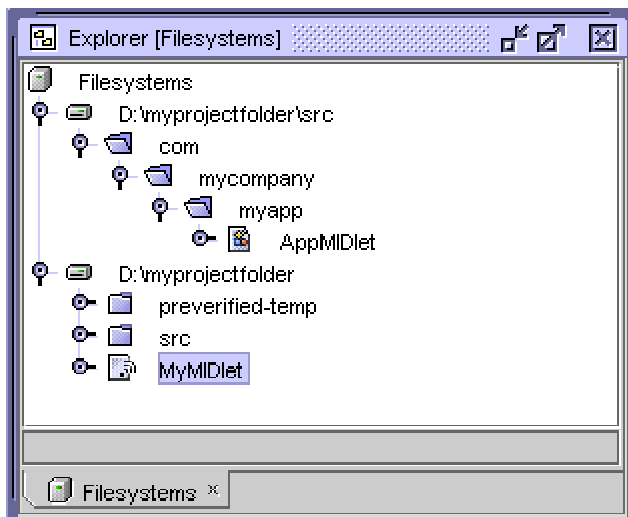 Explorer [Filesystems]
Filesystems
D:\myprojectfolder\src
com
mycompany
myapp
AppMIDlet
D:\myprojectfolder
preverified-temp
src
MyMIDlet
Filesystems